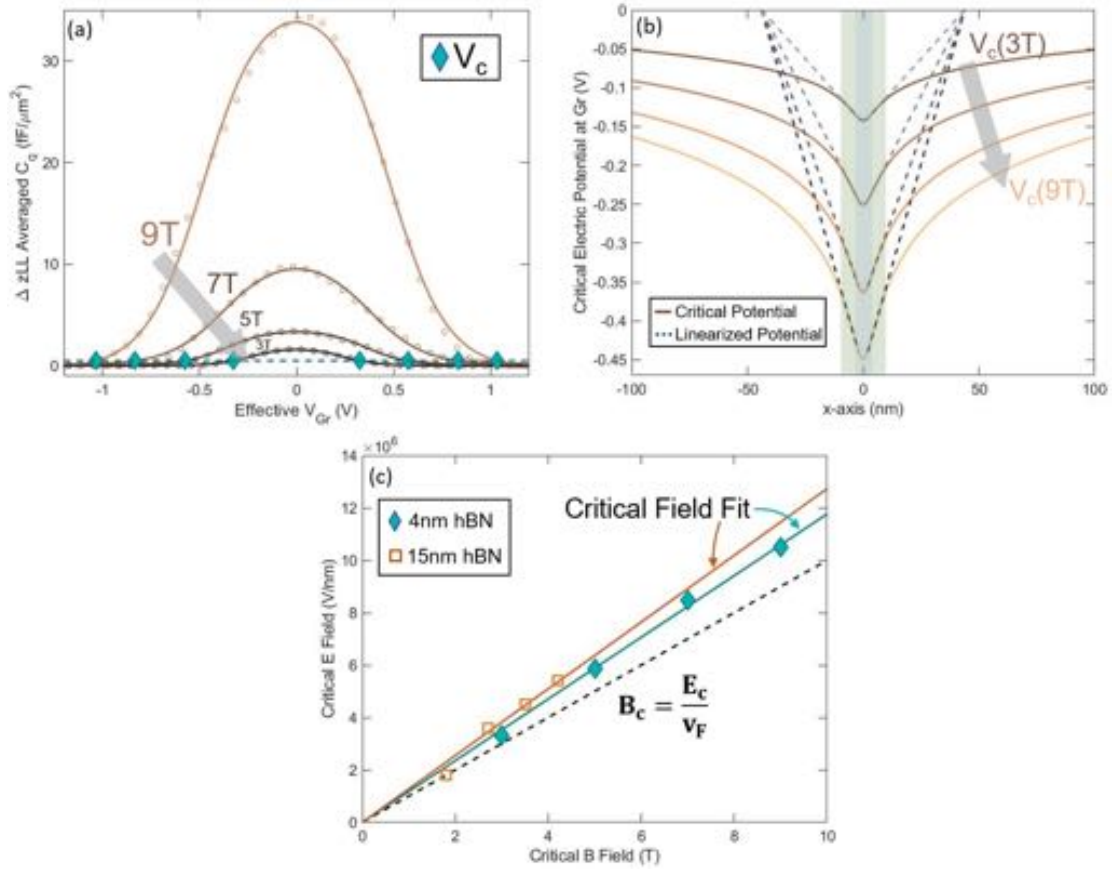 (a)
V_c
Δ zLL Averaged C_q (fF/μm²)
30
20
10
0
9T
7T
5T
3T
-1 -0.5 0 0.5 1
Effective V_Gr (V)
(b)
Critical Electric Potential at Gr (V)
0
-0.05
-0.1
-0.15
-0.2
-0.25
-0.3
-0.35
-0.4
-0.45
V_c(3T)
V_c(9T)
Critical Potential
Linearized Potential
-100 -50 0 50 100
x-axis (nm)
(c)
×10⁶
Critical E Field (V/nm)
14
12
10
8
6
4
2
0
4nm hBN
15nm hBN
Critical Field Fit
B_c = E_c / v_F
0 2 4 6 8 10
Critical B Field (T)